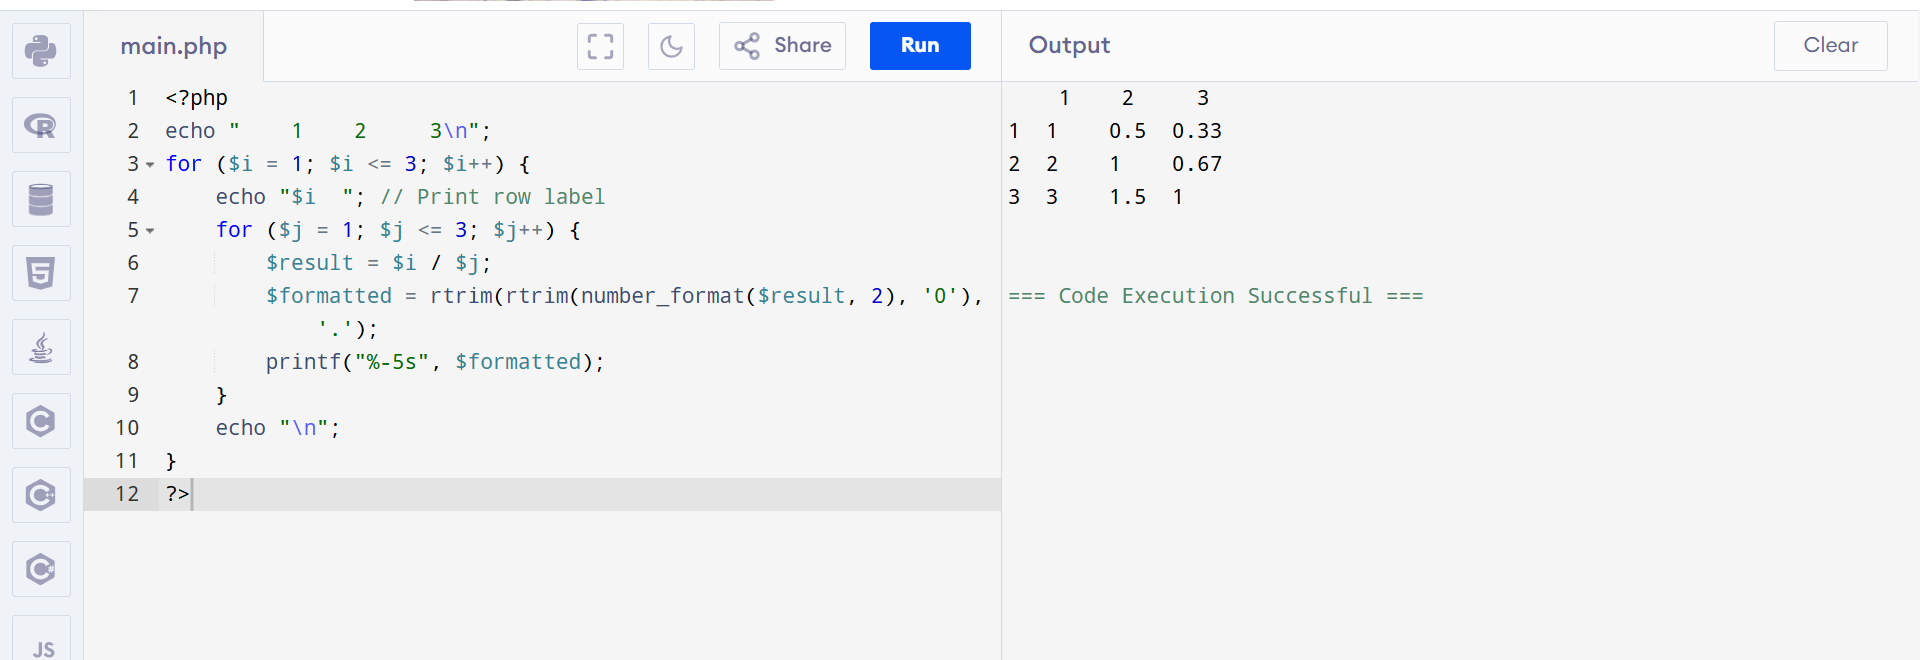 main.php
Share
Run
Output
Clear
1 <?php
2 echo "    1    2     3\n";
3 for ($i = 1; $i <= 3; $i++) {
4     echo "$i  "; // Print row label
5     for ($j = 1; $j <= 3; $j++) {
6         $result = $i / $j;
7         $formatted = rtrim(rtrim(number_format($result, 2), '0'),
'.');
8         printf("%-5s", $formatted);
9     }
10     echo "\n";
11 }
12 ?>
    1    2     3
1  1    0.5  0.33
2  2    1    0.67
3  3    1.5  1
=== Code Execution Successful ===
JS